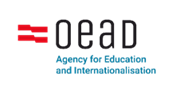 OeAD
Agency for Education
and Internationalisation